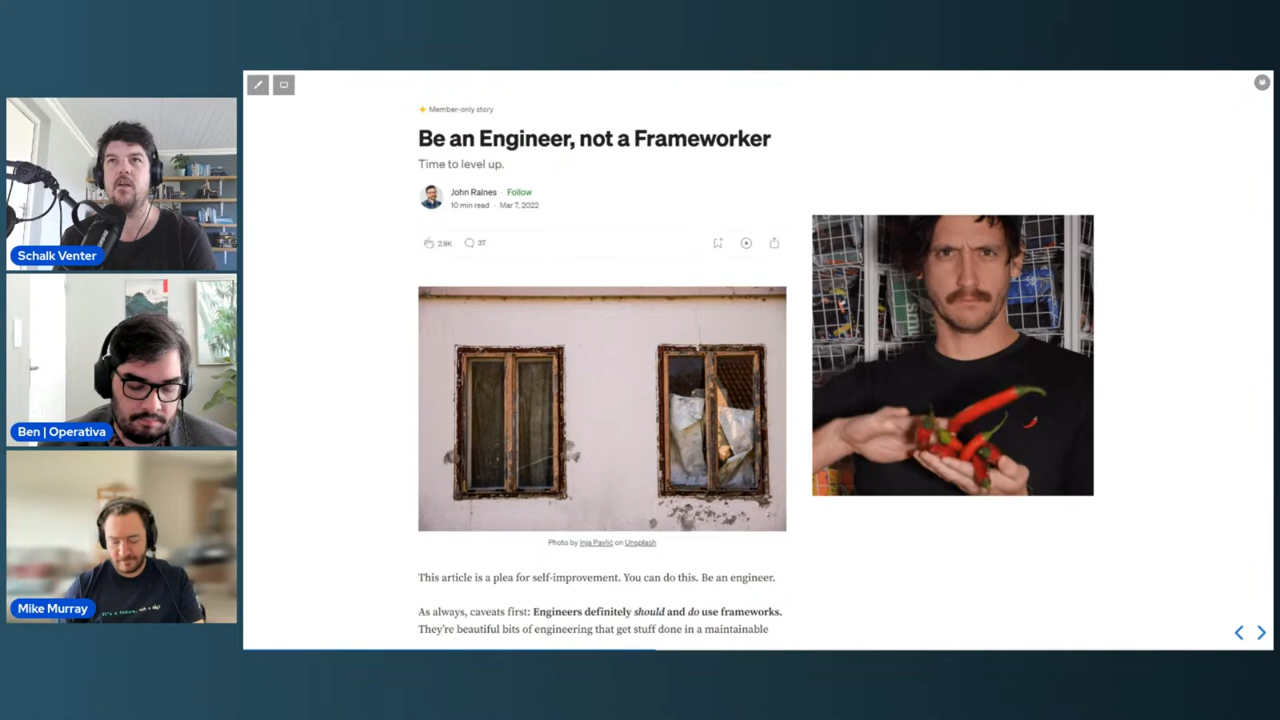 Schalk Venter
Ben | Operativa
Mike Murray
Member-only story
Be an Engineer, not a Frameworker
Time to level up.
John Raines · Follow
10 min read · Mar 7, 2022
2.9K
37
Photo by Inja Pavlić on Unsplash
This article is a plea for self-improvement. You can do this. Be an engineer.
As always, caveats first: Engineers definitely should and do use frameworks.
They’re beautiful bits of engineering that get stuff done in a maintainable